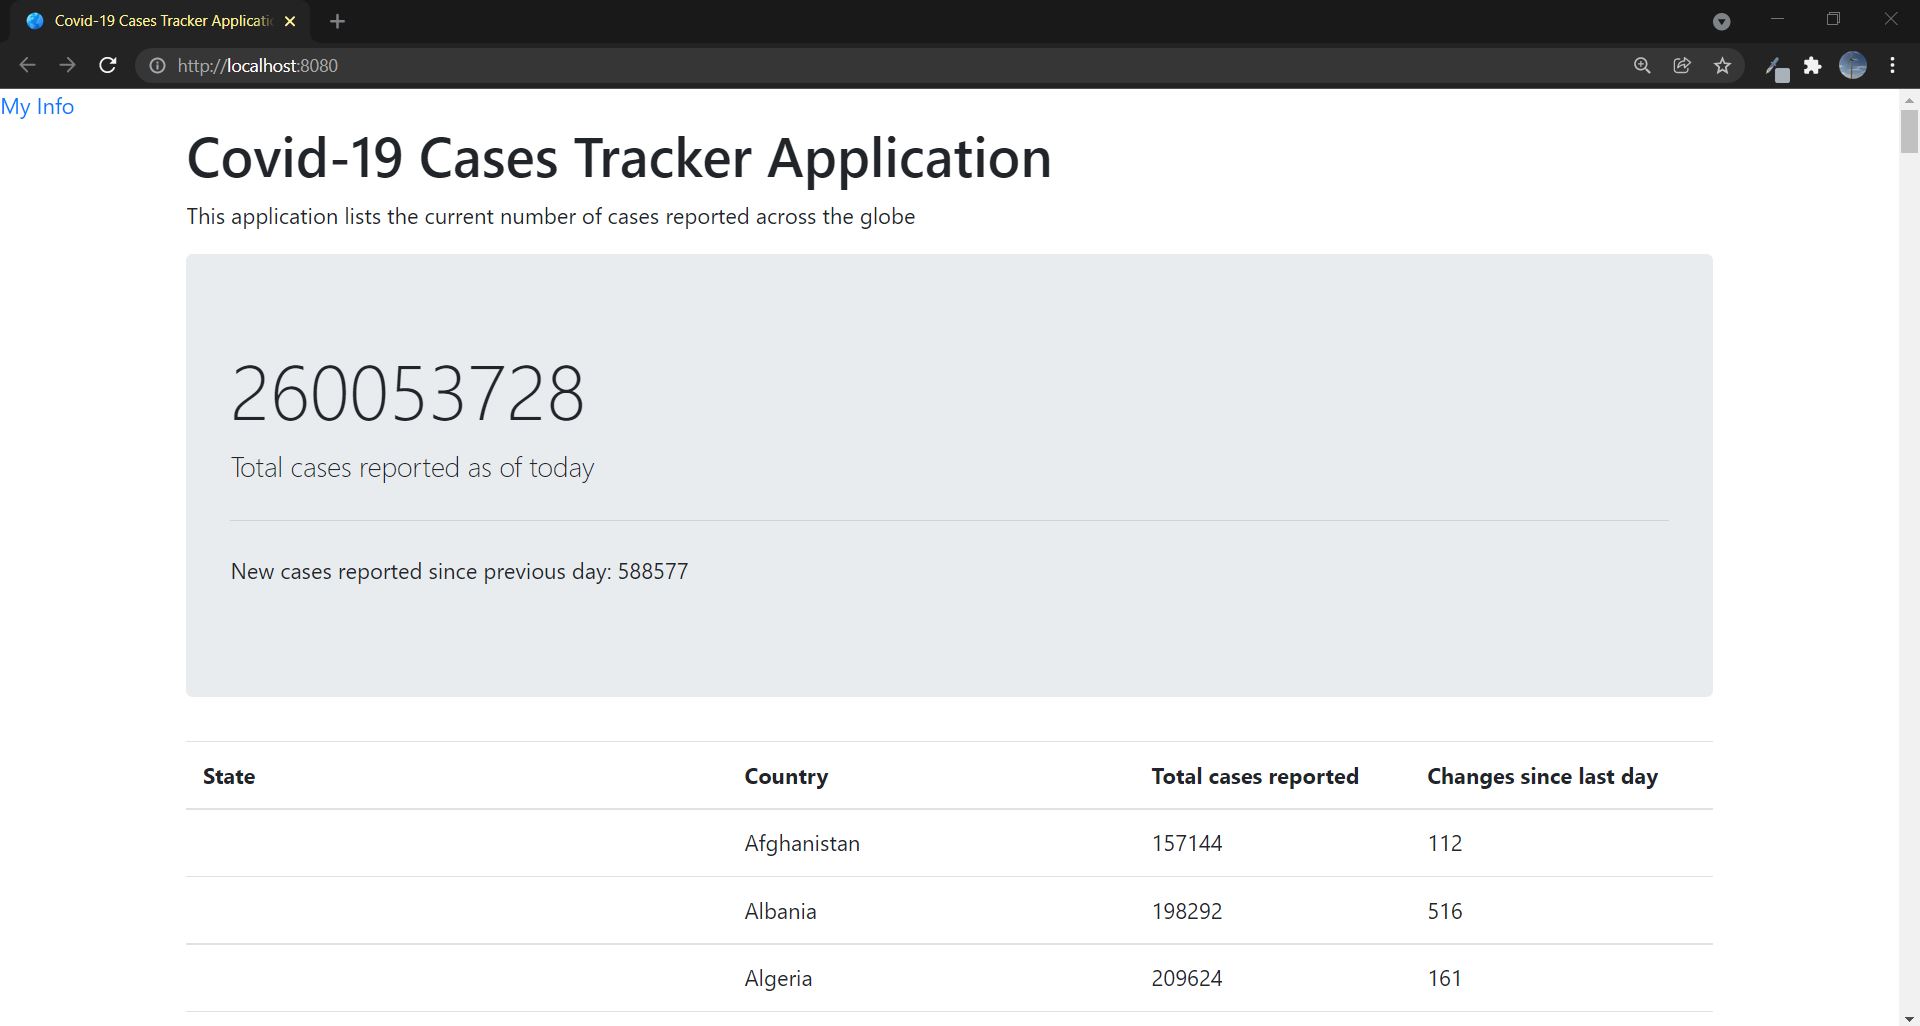 Covid-19 Cases Tracker Applicati
http://localhost:8080
My Info
Covid-19 Cases Tracker Application
This application lists the current number of cases reported across the globe
260053728
Total cases reported as of today
New cases reported since previous day: 588577
State Country Total cases reported Changes since last day
Afghanistan 157144 112
Albania 198292 516
Algeria 209624 161